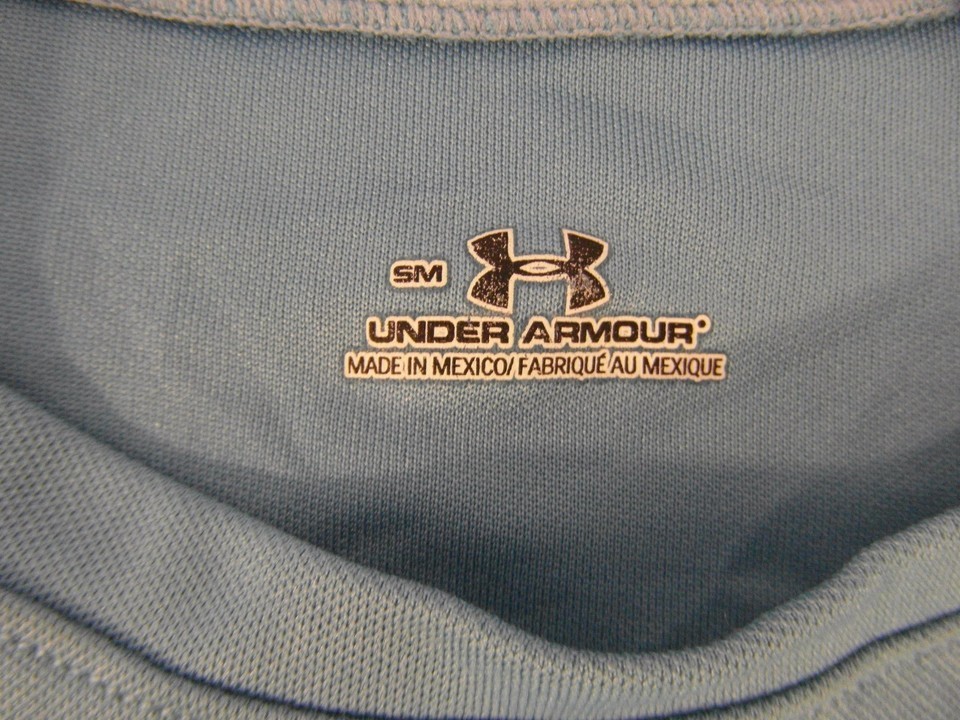 SM
UNDER ARMOUR
MADE IN MEXICO/FABRIQUÉ AU MEXIQUE